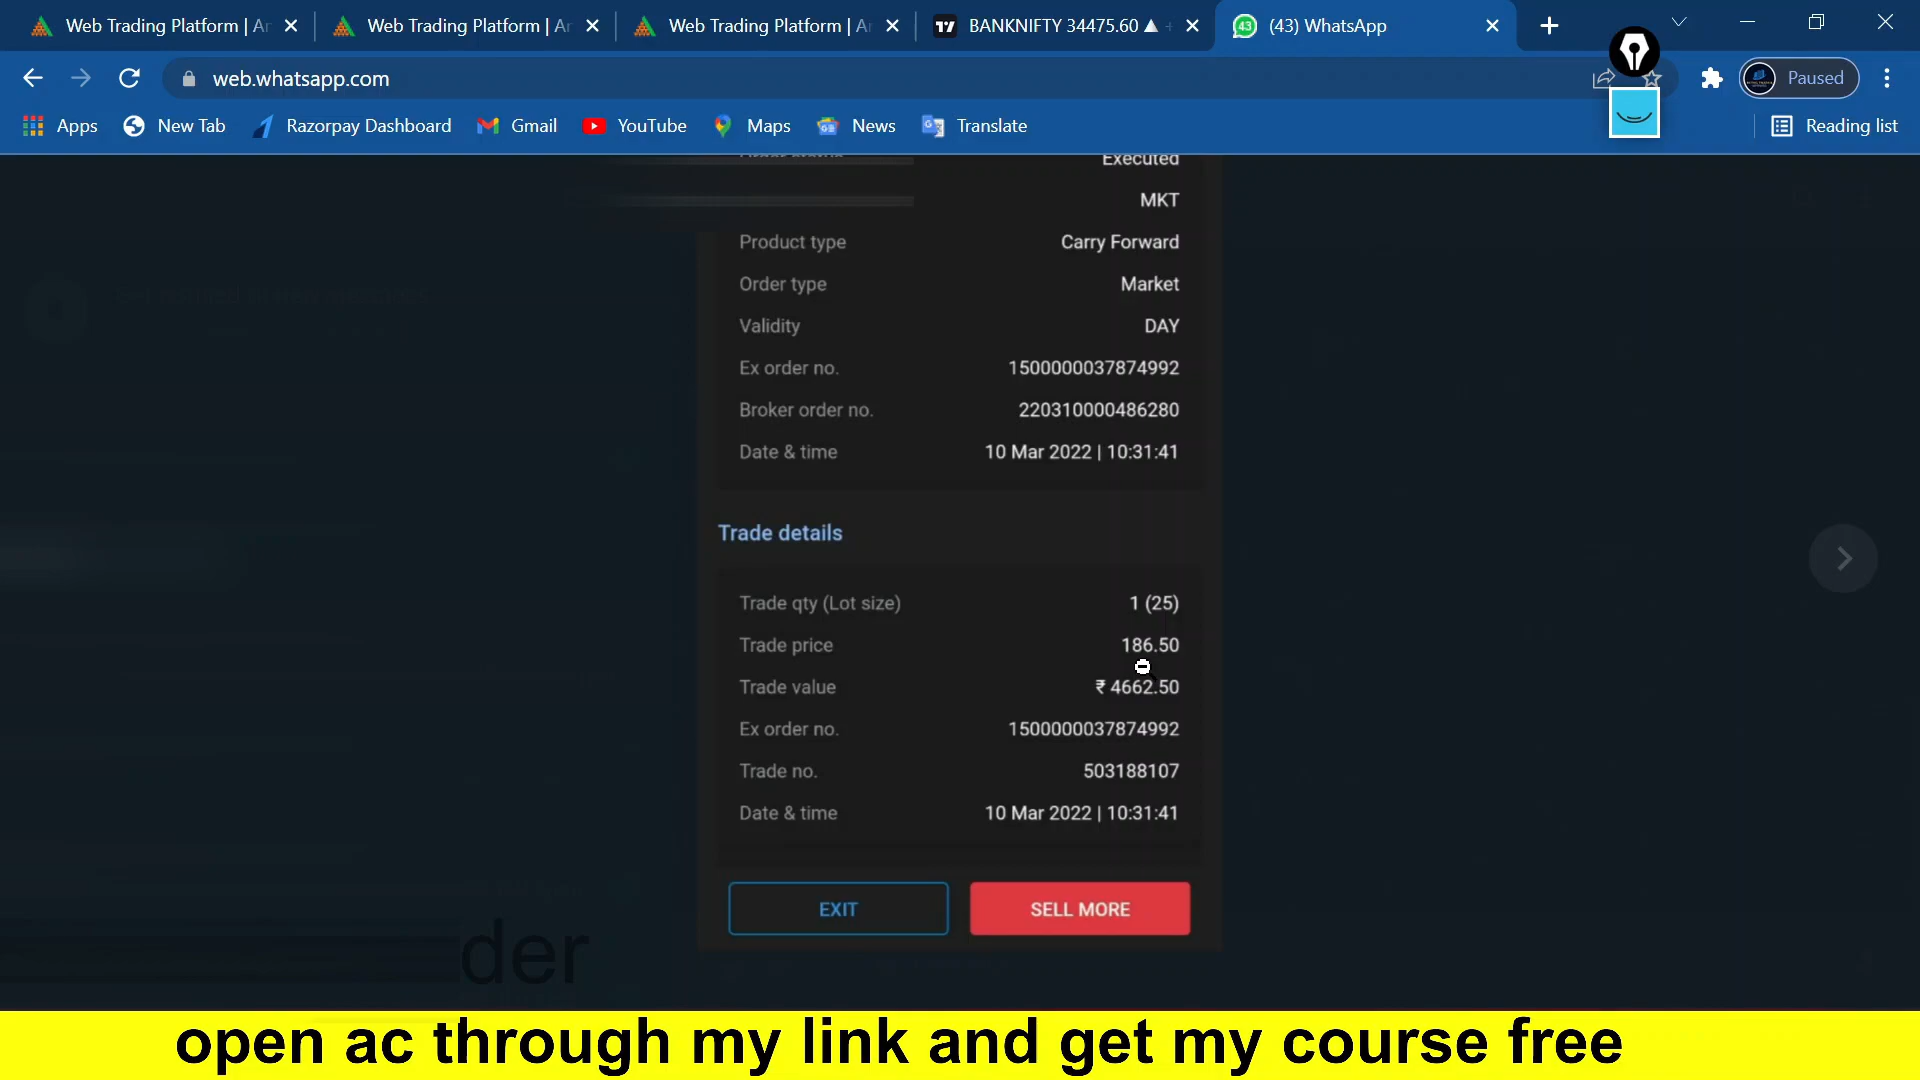 Web Trading Platform | Ar
Web Trading Platform | Ar
Web Trading Platform | Ar
BANKNIFTY 34475.60 ▲ +
43
(43) WhatsApp
web.whatsapp.com
Paused
Apps
New Tab
Razorpay Dashboard
Gmail
YouTube
Maps
News
Translate
Reading list
Executed
MKT
Product type Carry Forward
Order type Market
Validity DAY
Ex order no. 1500000037874992
Broker order no. 220310000486280
Date & time 10 Mar 2022 | 10:31:41
Trade details
Trade qty (Lot size) 1 (25)
Trade price 186.50
Trade value ₹ 4662.50
Ex order no. 1500000037874992
Trade no. 503188107
Date & time 10 Mar 2022 | 10:31:41
EXIT
SELL MORE
der
open ac through my link and get my course free